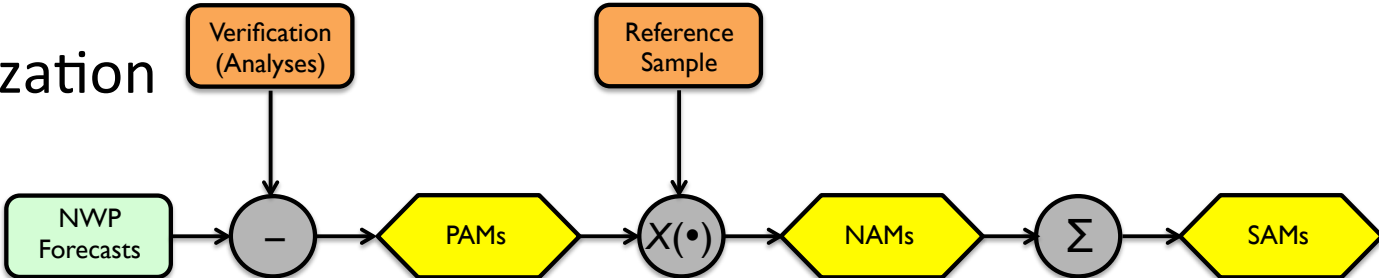 zation
Verification
(Analyses)
Reference
Sample
NWP
Forecasts
–
PAMs
X(•)
NAMs
Σ
SAMs